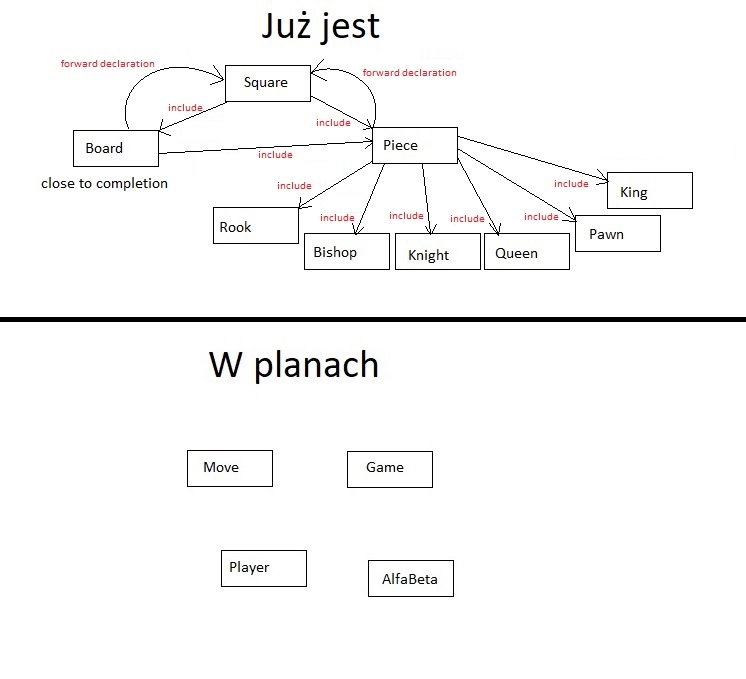 Już jest
forward declaration
forward declaration
Square
include
include
Board
include
Piece
close to completion
include
include
King
Rook
include
include
include
include
Pawn
Bishop
Knight
Queen
W planach
Move
Game
Player
AlfaBeta